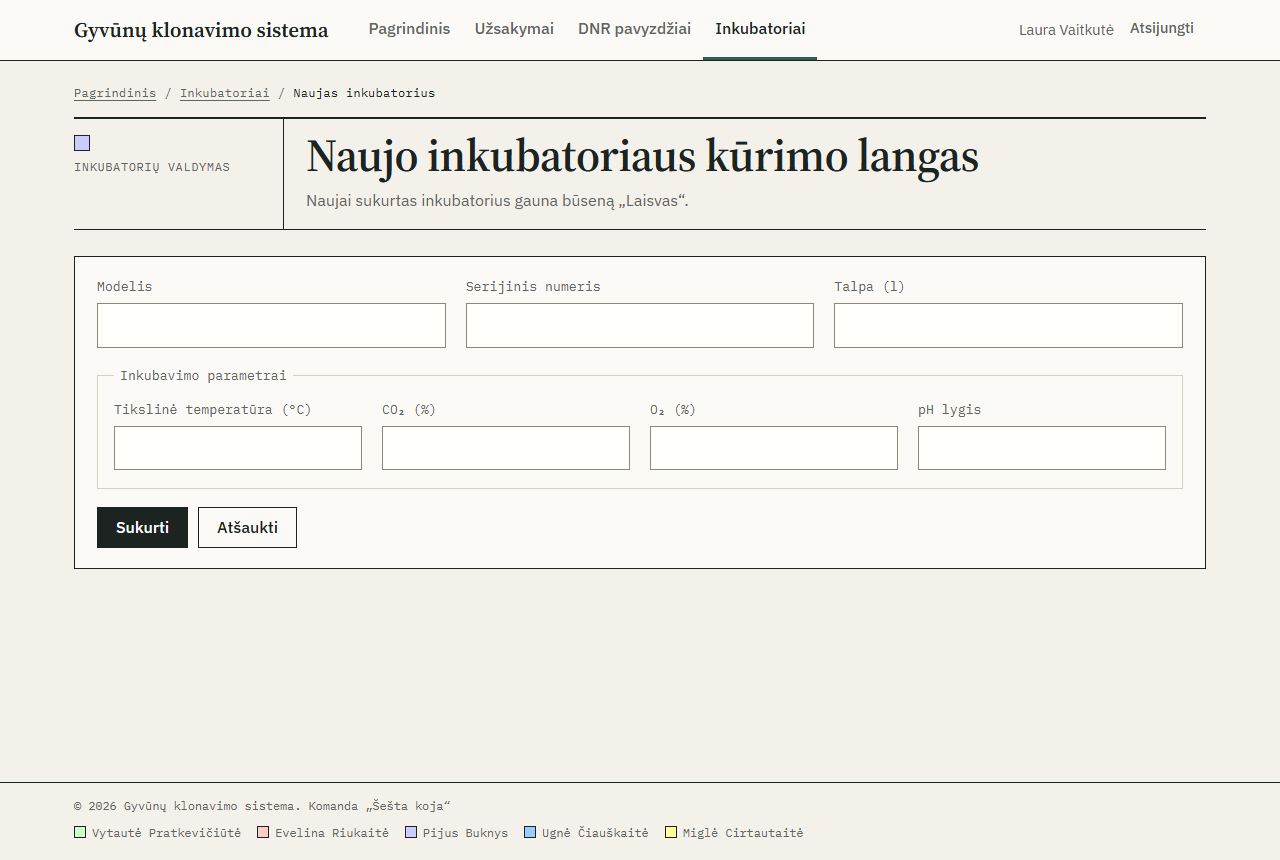 Gyvūnų klonavimo sistema Pagrindinis Užsakymai DNR pavyzdžiai Inkubatoriai Laura Vaitkutė Atsijungti
Pagrindinis / Inkubatoriai / Naujas inkubatorius
INKUBATORIŲ VALDYMAS
Naujo inkubatoriaus kūrimo langas
Naujai sukurtas inkubatorius gauna būseną „Laisvas“.
Modelis Serijinis numeris Talpa (l)
Inkubavimo parametrai
Tikslinė temperatūra (°C) CO₂ (%) O₂ (%) pH lygis
Sukurti Atšaukti
© 2026 Gyvūnų klonavimo sistema. Komanda „Šešta koja“
Vytautė Pratkevičiūtė Evelina Riukaitė Pijus Buknys Ugnė Čiauškaitė Miglė Cirtautaitė